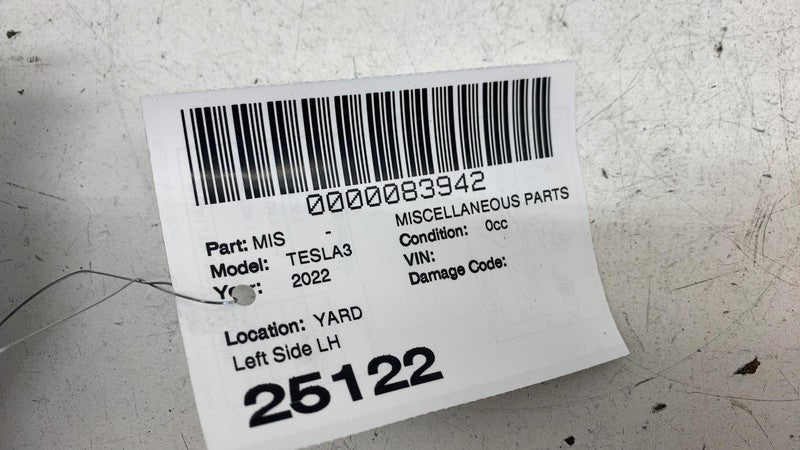 0000083942
Part: MIS - MISCELLANEOUS PARTS
Model: TESLA3 Condition: 0cc
Year: 2022 VIN:
Damage Code:
Location: YARD
Left Side LH
25122